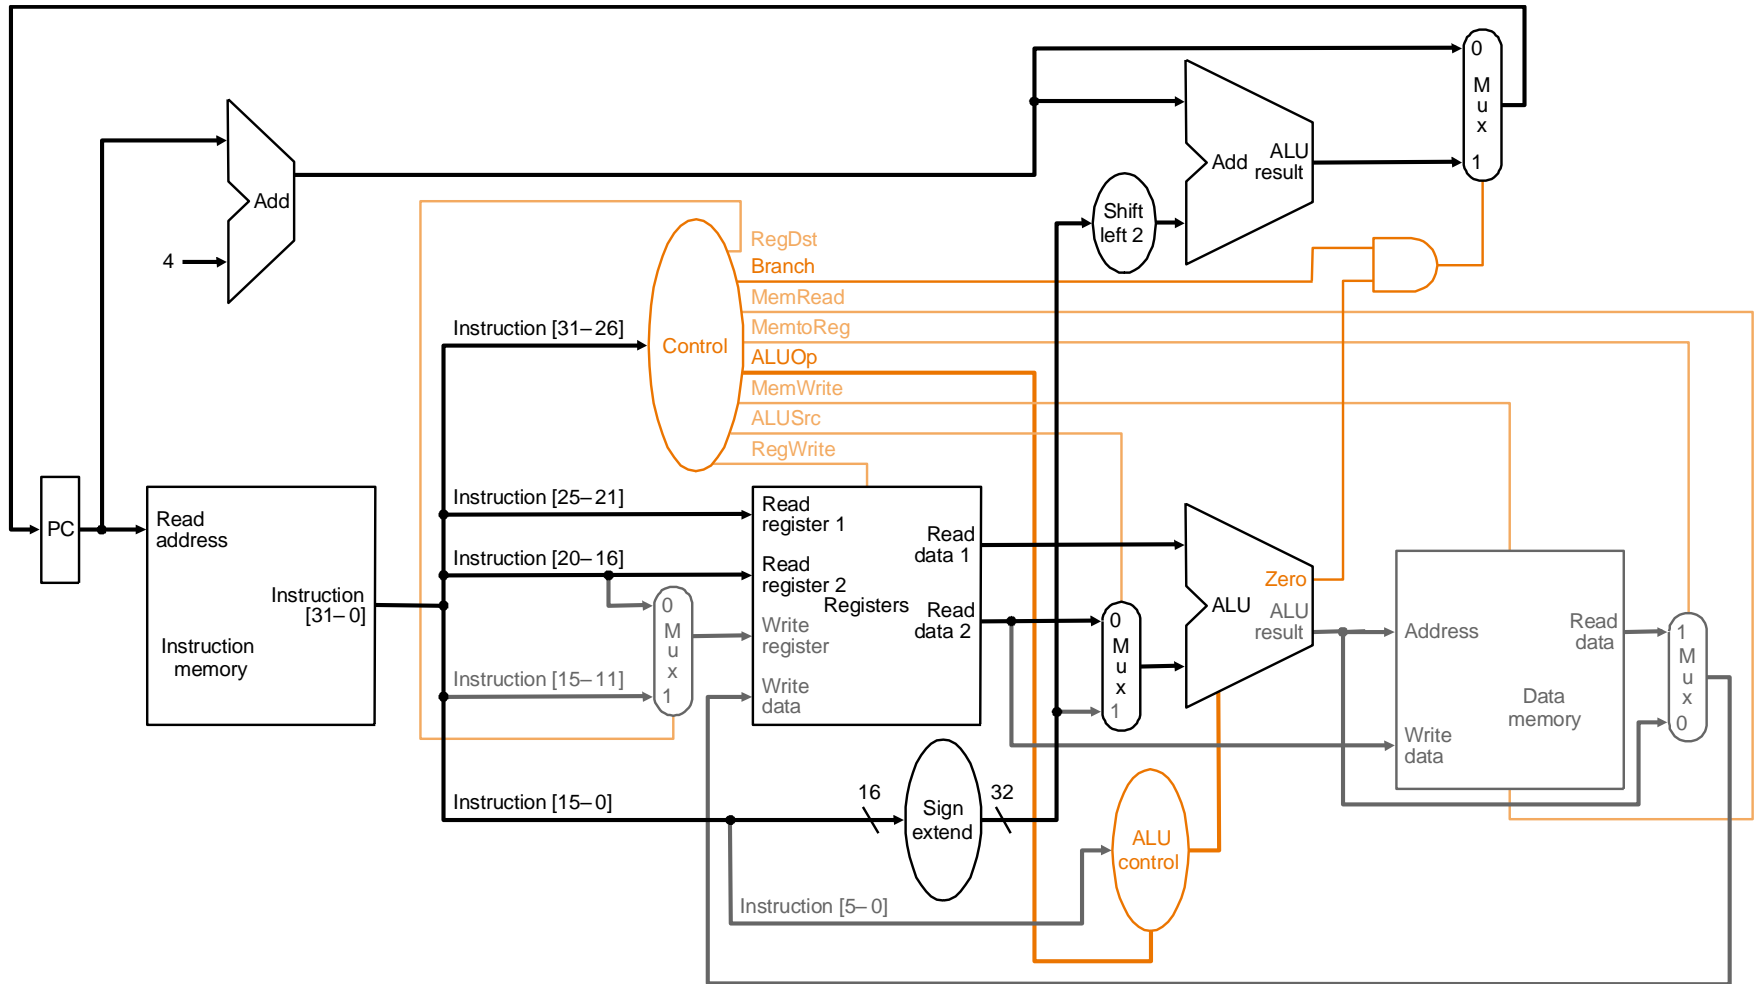 0
M
u
x
1
Add
ALU
result
Shift
left 2
Add
4
RegDst
Branch
MemRead
MemtoReg
ALUOp
MemWrite
ALUSrc
RegWrite
Control
Instruction [31–26]
PC
Read
address
Instruction
[31–0]
Instruction
memory
Instruction [25–21]
Instruction [20–16]
Instruction [15–11]
0
M
u
x
1
Read
register 1
Read
register 2
Registers
Write
register
Write
data
Read
data 1
Read
data 2
0
M
u
x
1
Zero
ALU
ALU
result
Address
Write
data
Read
data
Data
memory
1
M
u
x
0
Instruction [15–0]
16
Sign
extend
32
ALU
control
Instruction [5–0]